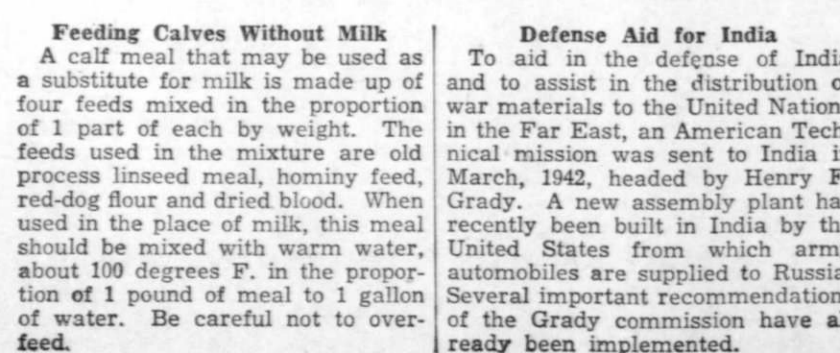 Feeding Calves Without Milk
A calf meal that may be used as
a substitute for milk is made up of
four feeds mixed in the proportion
of 1 part of each by weight. The
feeds used in the mixture are old
process linseed meal, hominy feed,
red-dog flour and dried blood. When
used in the place of milk, this meal
should be mixed with warm water,
about 100 degrees F. in the propor-
tion of 1 pound of meal to 1 gallon
of water. Be careful not to over-
feed.
Defense Aid for India
To aid in the defense of Indi
and to assist in the distribution
war materials to the United Nation
in the Far East, an American Tech
nical mission was sent to India
March, 1942, headed by Henry
Grady. A new assembly plant ha
recently been built in India by th
United States from which arm
automobiles are supplied to Russia
Several important recommendation
of the Grady commission have a
ready been implemented.